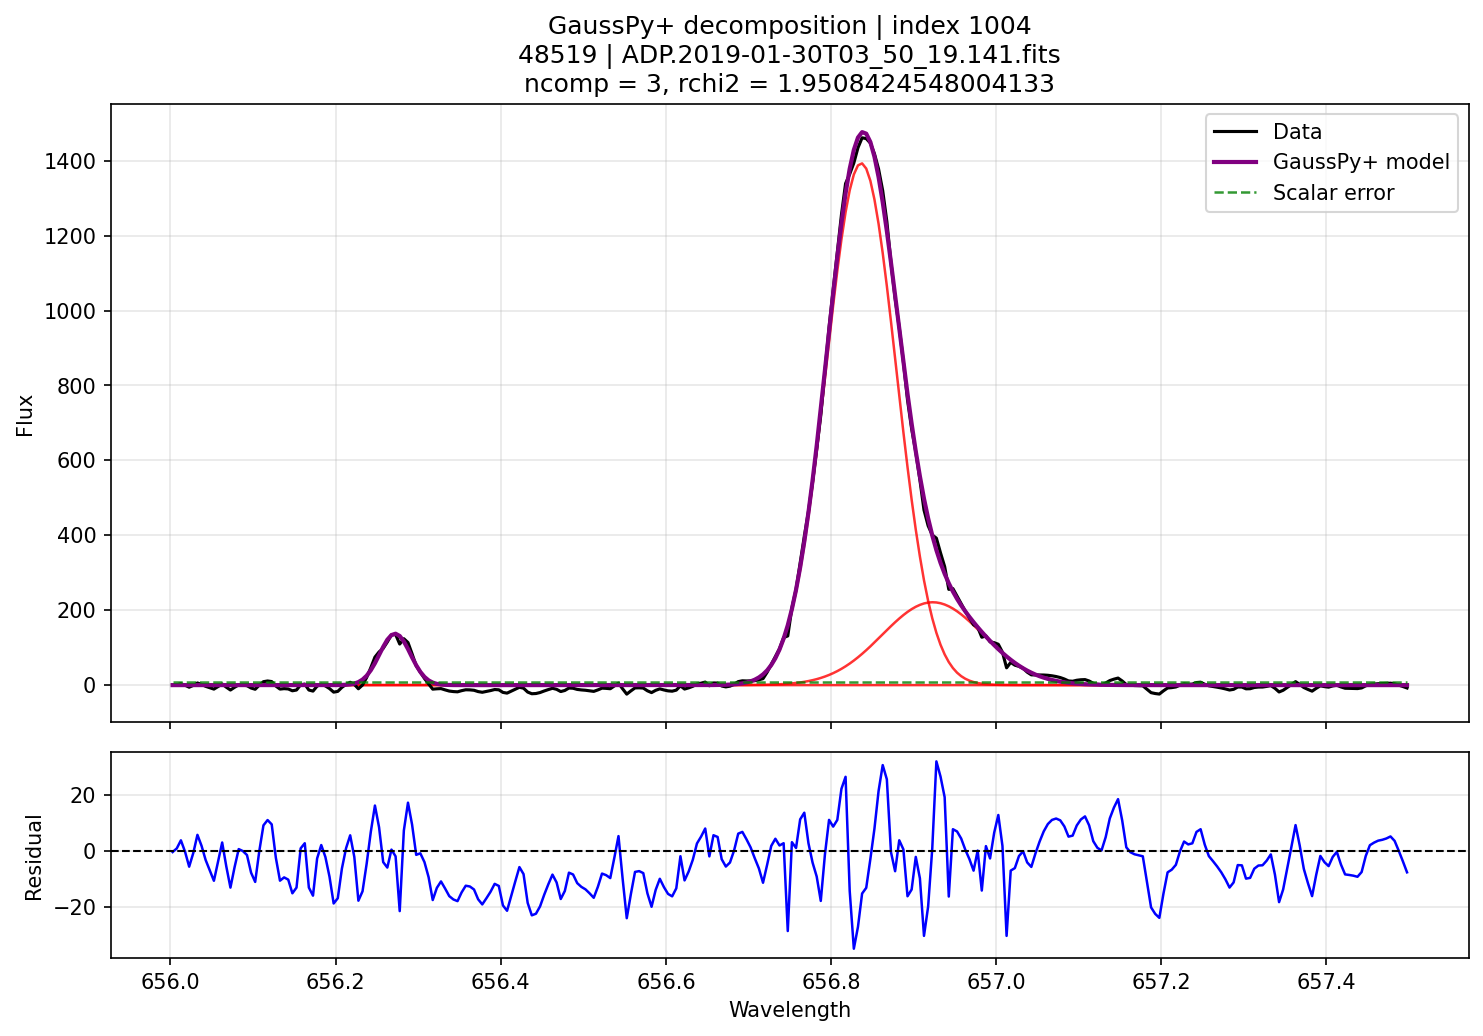 GaussPy+ decomposition | index 1004
48519 | ADP.2019-01-30T03_50_19.141.fits
ncomp = 3, rchi2 = 1.9508424548004133
Data
GaussPy+ model
Scalar error
Flux
1400
1200
1000
800
600
400
200
0
Residual
20
0
−20
656.0
656.2
656.4
656.6
656.8
657.0
657.2
657.4
Wavelength